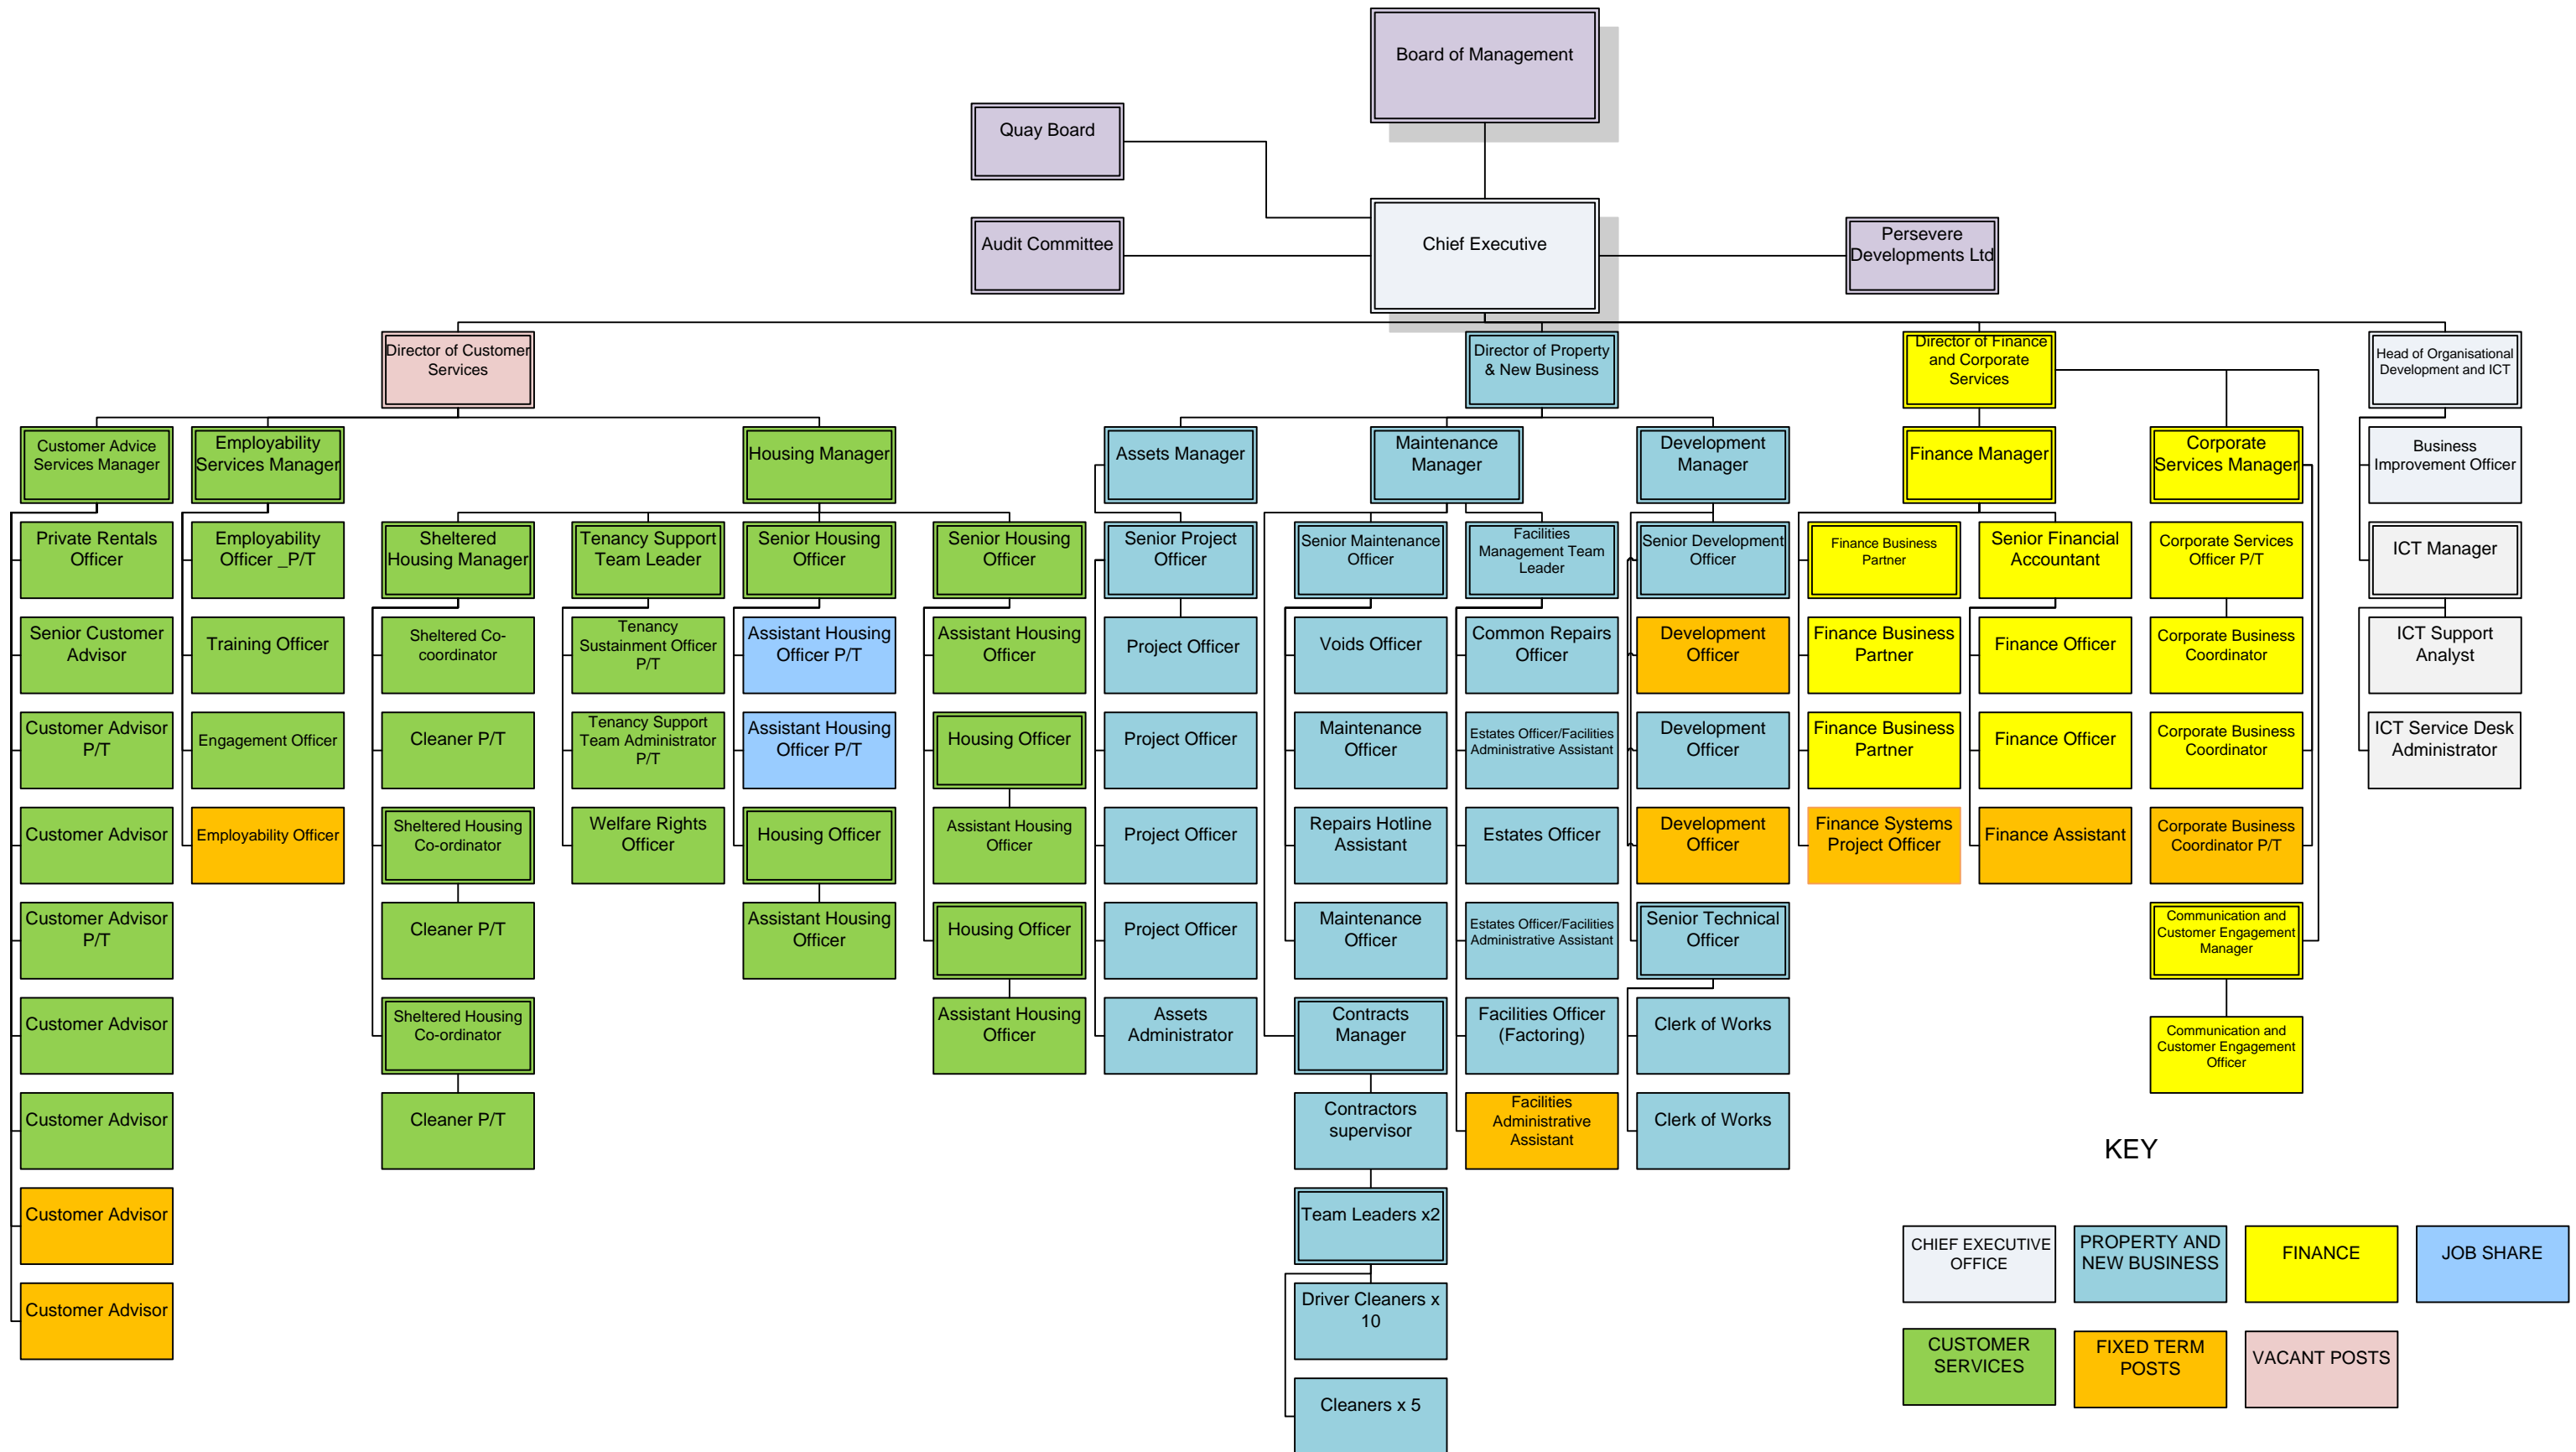 Board of Management
Quay Board
Audit Committee
Chief Executive
Persevere
Developments Ltd
Director of Customer
Services
Director of Property
& New Business
Director of Finance
and Corporate
Services
Head of Organisational
Development and ICT
Customer Advice
Services Manager
Employability
Services Manager
Housing Manager
Assets Manager
Maintenance
Manager
Development
Manager
Finance Manager
Corporate
Services Manager
Business
Improvement Officer
Private Rentals
Officer
Employability
Officer _P/T
Sheltered
Housing Manager
Tenancy Support
Team Leader
Senior Housing
Officer
Senior Housing
Officer
Senior Project
Officer
Senior Maintenance
Officer
Facilities
Management Team
Leader
Senior Development
Officer
Finance Business
Partner
Senior Financial
Accountant
Corporate Services
Officer P/T
ICT Manager
Senior Customer
Advisor
Training Officer
Sheltered Co-
coordinator
Tenancy
Sustainment Officer
P/T
Assistant Housing
Officer P/T
Assistant Housing
Officer
Project Officer
Voids Officer
Common Repairs
Officer
Development
Officer
Finance Business
Partner
Finance Officer
Corporate Business
Coordinator
ICT Support
Analyst
Customer Advisor
P/T
Engagement Officer
Cleaner P/T
Tenancy Support
Team Administrator
P/T
Assistant Housing
Officer P/T
Housing Officer
Project Officer
Maintenance
Officer
Estates Officer/Facilities
Administrative Assistant
Development
Officer
Finance Business
Partner
Finance Officer
Corporate Business
Coordinator
ICT Service Desk
Administrator
Customer Advisor
Employability Officer
Sheltered Housing
Co-ordinator
Welfare Rights
Officer
Housing Officer
Assistant Housing
Officer
Project Officer
Repairs Hotline
Assistant
Estates Officer
Development
Officer
Finance Systems
Project Officer
Finance Assistant
Corporate Business
Coordinator P/T
Customer Advisor
P/T
Cleaner P/T
Assistant Housing
Officer
Housing Officer
Project Officer
Maintenance
Officer
Estates Officer/Facilities
Administrative Assistant
Senior Technical
Officer
Communication and
Customer Engagement
Manager
Customer Advisor
Sheltered Housing
Co-ordinator
Assistant Housing
Officer
Assets
Administrator
Contracts
Manager
Facilities Officer
(Factoring)
Clerk of Works
Communication and
Customer Engagement
Officer
Customer Advisor
Cleaner P/T
Contractors
supervisor
Facilities
Administrative
Assistant
Clerk of Works
KEY
Customer Advisor
Team Leaders x2
Customer Advisor
Driver Cleaners x
10
Cleaners x 5
CHIEF EXECUTIVE
OFFICE
PROPERTY AND
NEW BUSINESS
FINANCE
JOB SHARE
CUSTOMER
SERVICES
FIXED TERM
POSTS
VACANT POSTS